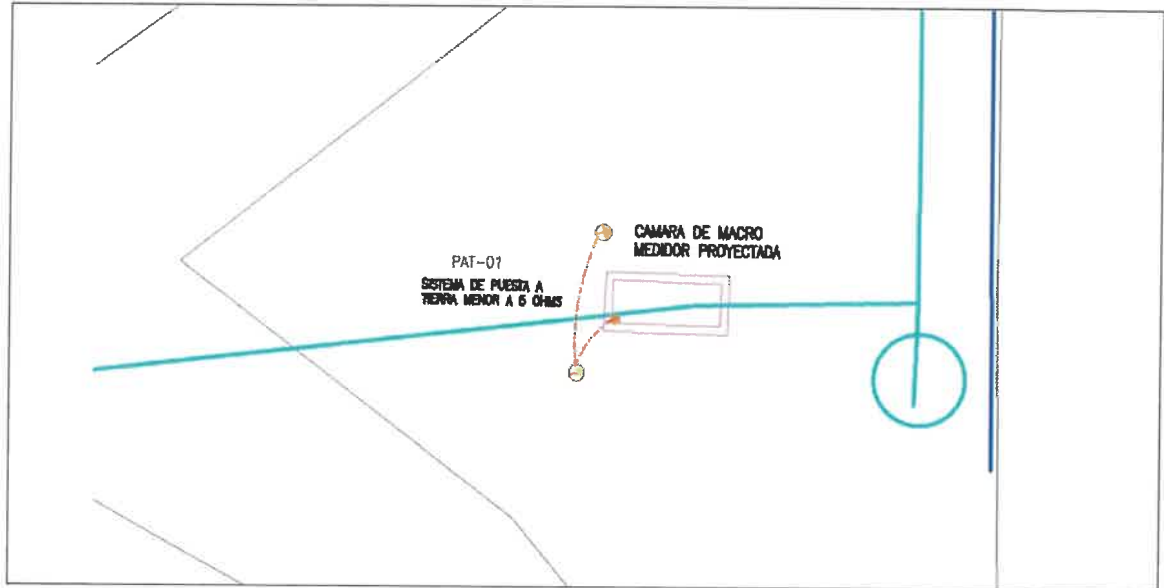 CAMARA DE MACRO
MEDIDOR PROYECTADA
PAT-01
SISTEMA DE PUESTA A
TIERRA MENOR A 5 OHMS